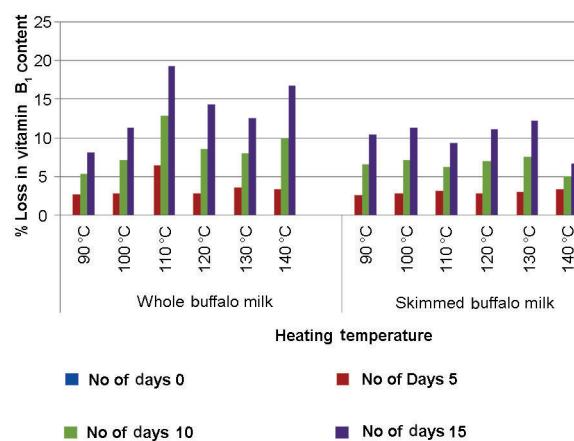 % Loss in vitamin B₁ content
25
20
15
10
5
0
90 °C
100 °C
110 °C
120 °C
130 °C
140 °C
90 °C
100 °C
110 °C
120 °C
130 °C
140 °C
Whole buffalo milk
Skimmed buffalo milk
Heating temperature
No of days 0
No of Days 5
No of days 10
No of days 15